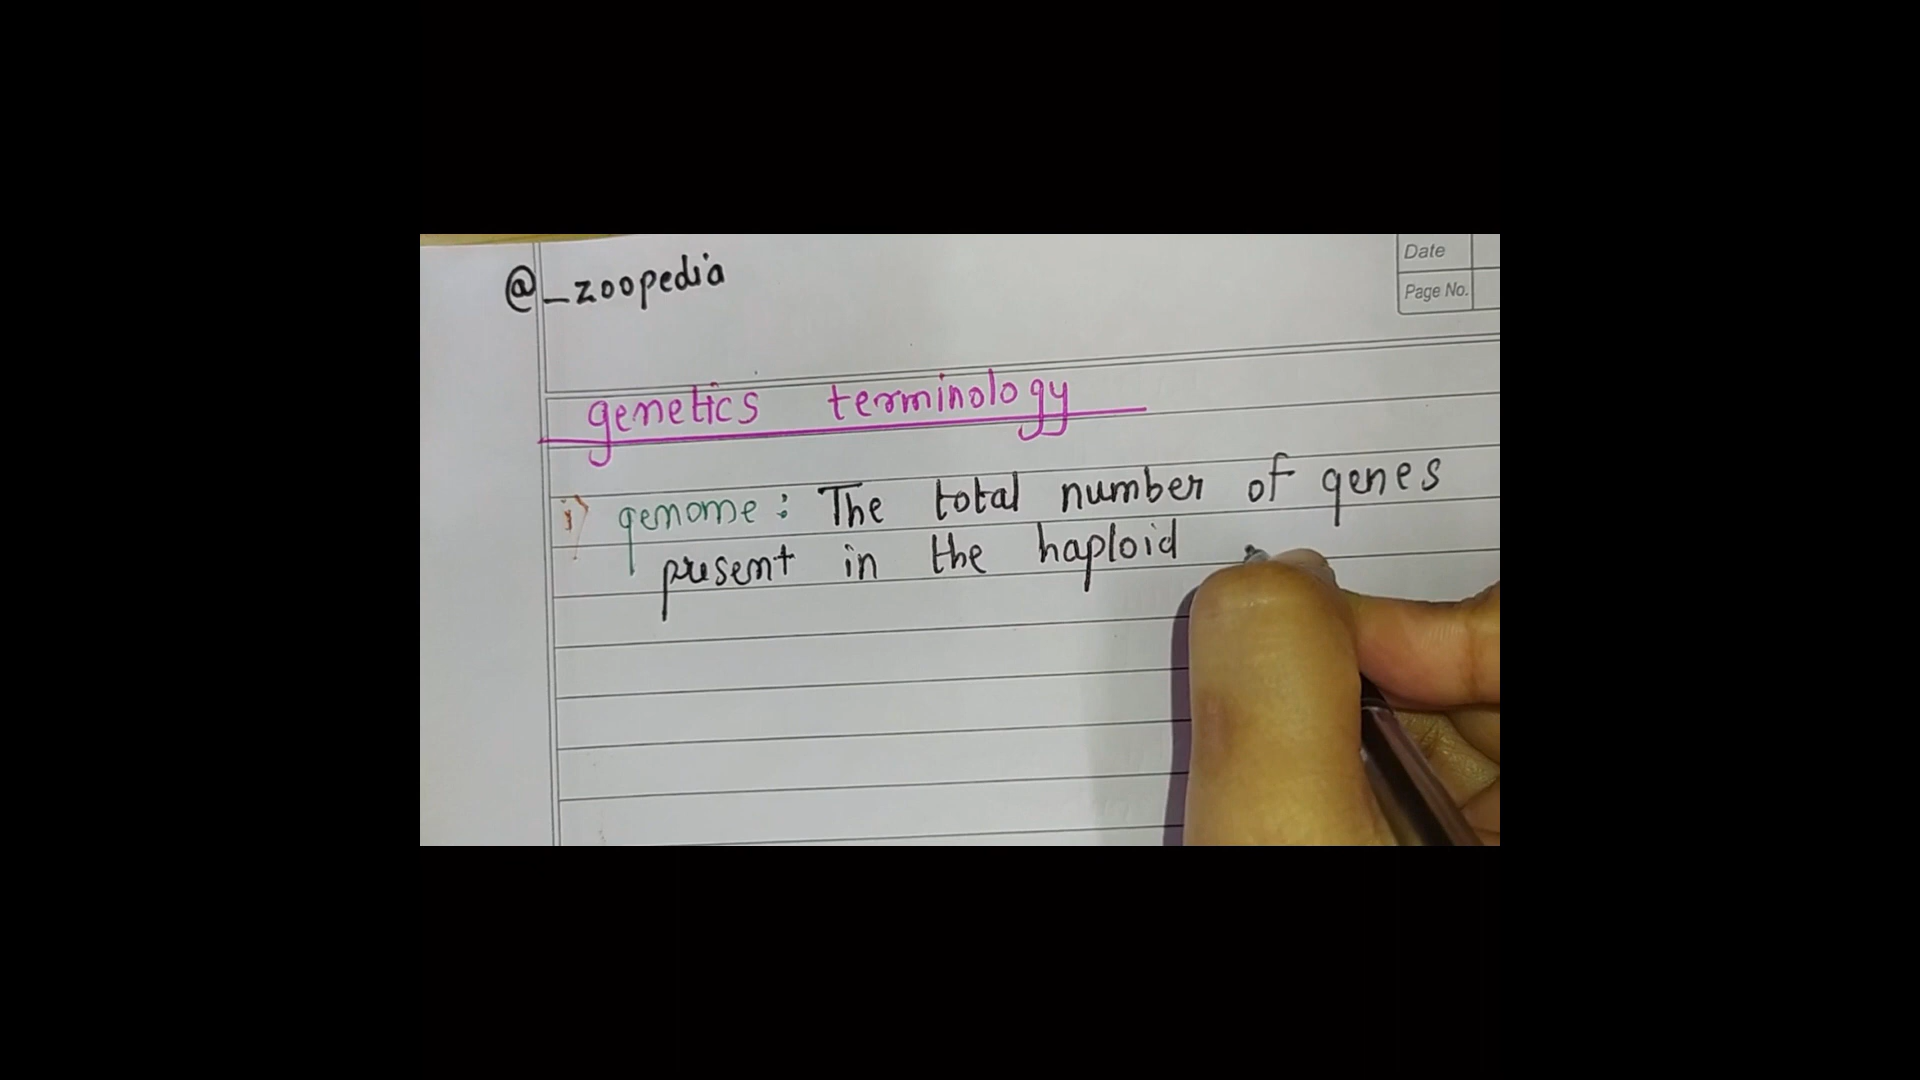 @_zoopedia
Date
Page No.
genetics terminology
i) genome : The total number of genes
present in the haploid